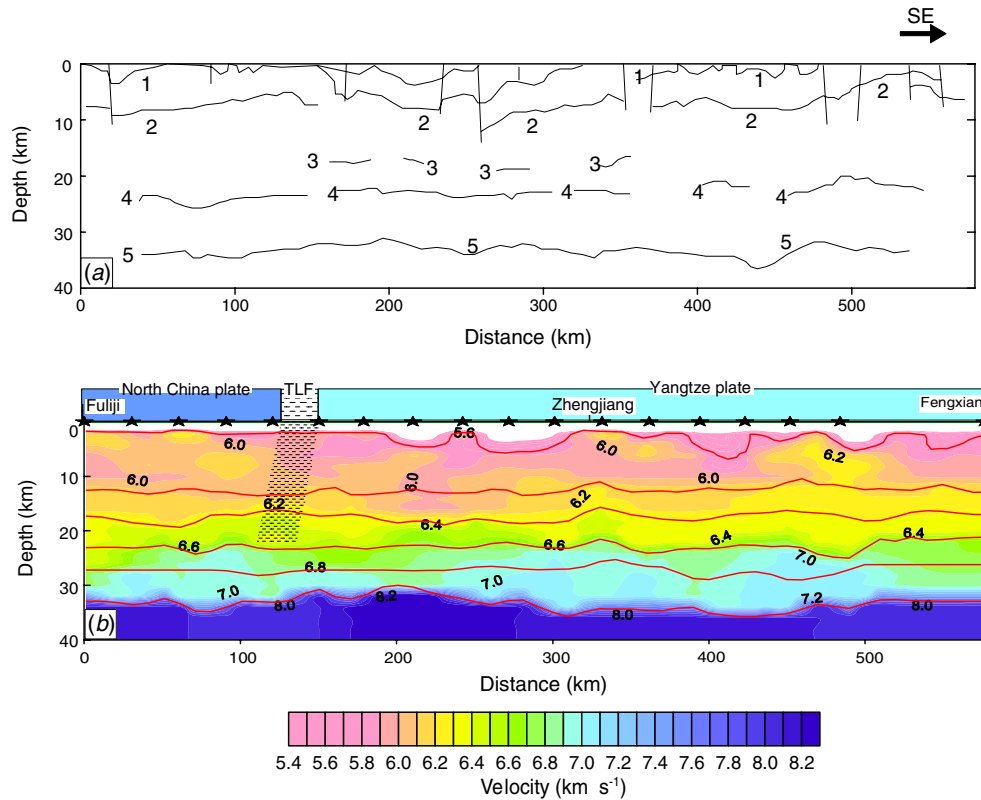 SE
0
10
20
30
40
Depth (km)
1 1 1 2
2 2 2 2
3 3 3 3
4 4 4 4 4
5 5 5
(a)
0 100 200 300 400 500
Distance (km)
North China plate TLF Yangtze plate
Fuliji Zhengjiang Fengxian
0
10
20
30
40
Depth (km)
6.0 5.6 6.0 6.2
6.0 6.0 6.0
6.2 6.4 6.2 6.4 6.4
6.6 6.6 7.0
6.8 7.0
7.0 8.0 8.2 8.0 7.2 8.0
(b)
0 100 200 300 400 500
Distance (km)
5.4 5.6 5.8 6.0 6.2 6.4 6.6 6.8 7.0 7.2 7.4 7.6 7.8 8.0 8.2
Velocity (km s⁻¹)